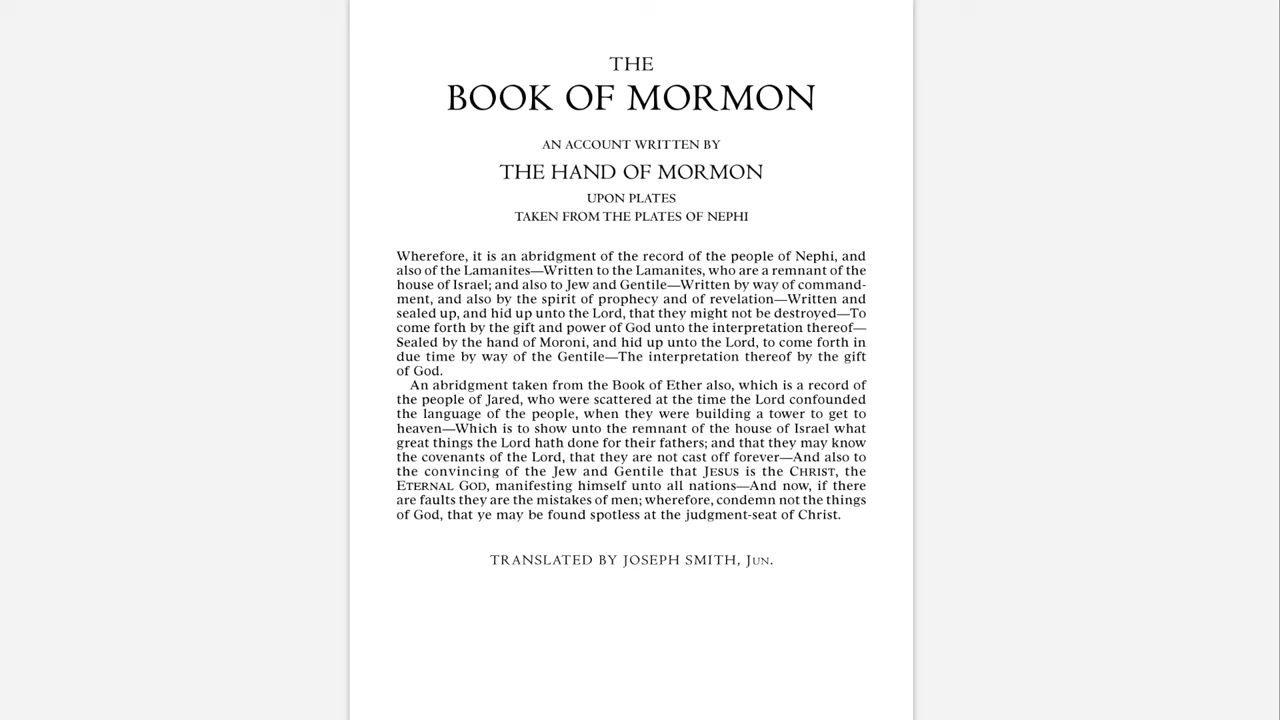 THE
BOOK OF MORMON
AN ACCOUNT WRITTEN BY
THE HAND OF MORMON
UPON PLATES
TAKEN FROM THE PLATES OF NEPHI
Wherefore, it is an abridgment of the record of the people of Nephi, and
also of the Lamanites—Written to the Lamanites, who are a remnant of the
house of Israel; and also to Jew and Gentile—Written by way of command-
ment, and also by the spirit of prophecy and of revelation—Written and
sealed up, and hid up unto the Lord, that they might not be destroyed—To
come forth by the gift and power of God unto the interpretation thereof—
Sealed by the hand of Moroni, and hid up unto the Lord, to come forth in
due time by way of the Gentile—The interpretation thereof by the gift
of God.
An abridgment taken from the Book of Ether also, which is a record of
the people of Jared, who were scattered at the time the Lord confounded
the language of the people, when they were building a tower to get to
heaven—Which is to show unto the remnant of the house of Israel what
great things the Lord hath done for their fathers; and that they may know
the covenants of the Lord, that they are not cast off forever—And also to
the convincing of the Jew and Gentile that JESUS is the CHRIST, the
ETERNAL GOD, manifesting himself unto all nations—And now, if there
are faults they are the mistakes of men; wherefore, condemn not the things
of God, that ye may be found spotless at the judgment-seat of Christ.
TRANSLATED BY JOSEPH SMITH, JUN.